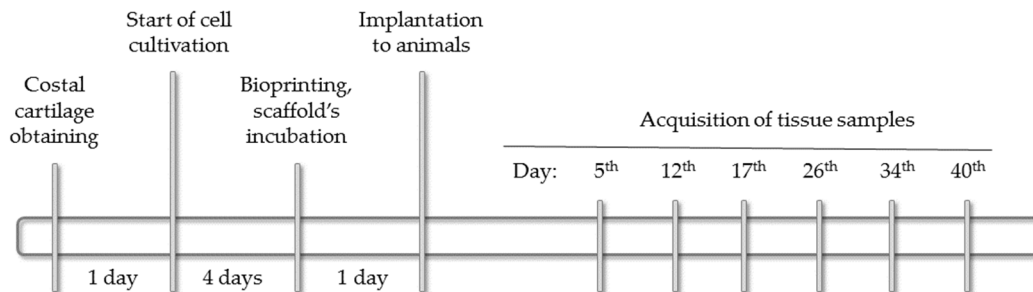 Costal
cartilage
obtaining
Start of cell
cultivation
Bioprinting,
scaffold's
incubation
Implantation
to animals
Acquisition of tissue samples
Day: 5th 12th 17th 26th 34th 40th
1 day 4 days 1 day